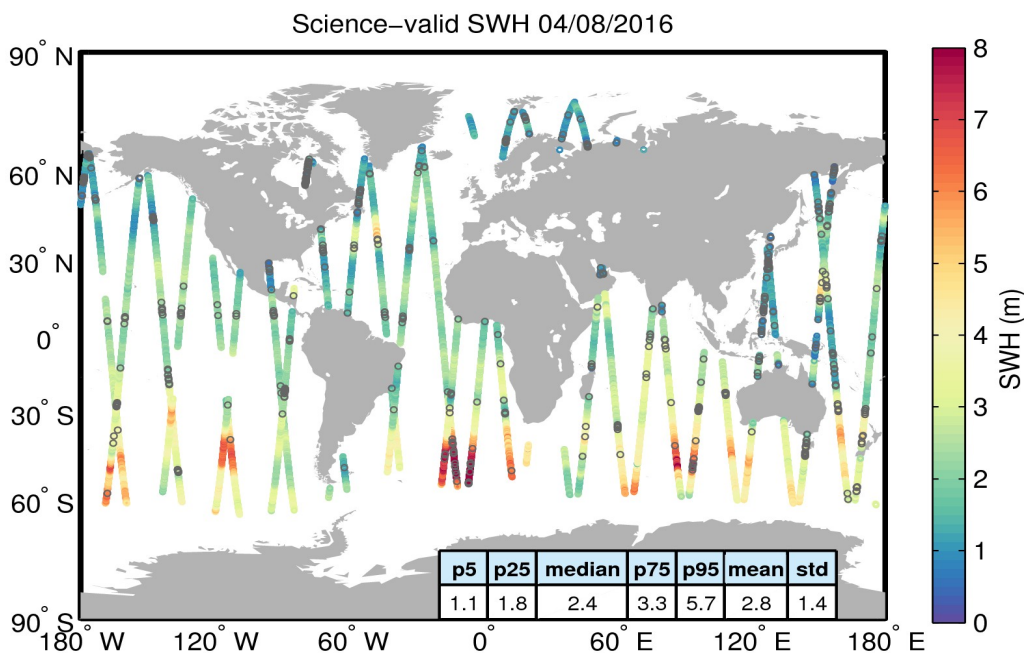 Science−valid SWH 04/08/2016
90° N
60° N
30° N
0°
30° S
60° S
90° S
180° W
120° W
60° W
0°
60° E
120° E
180° E
p5 p25 median p75 p95 mean std
1.1 1.8 2.4 3.3 5.7 2.8 1.4
8
7
6
5
4
3
2
1
0
SWH (m)